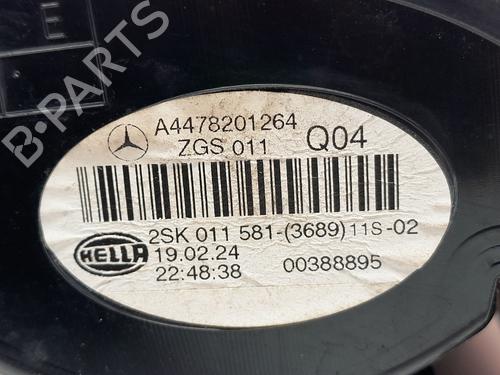 E
A4478201264
ZGS 011 Q04
2SK 011 581-(3689) 11S-02
HELLA 19.02.24
22:48:38 00388895
B-PARTS